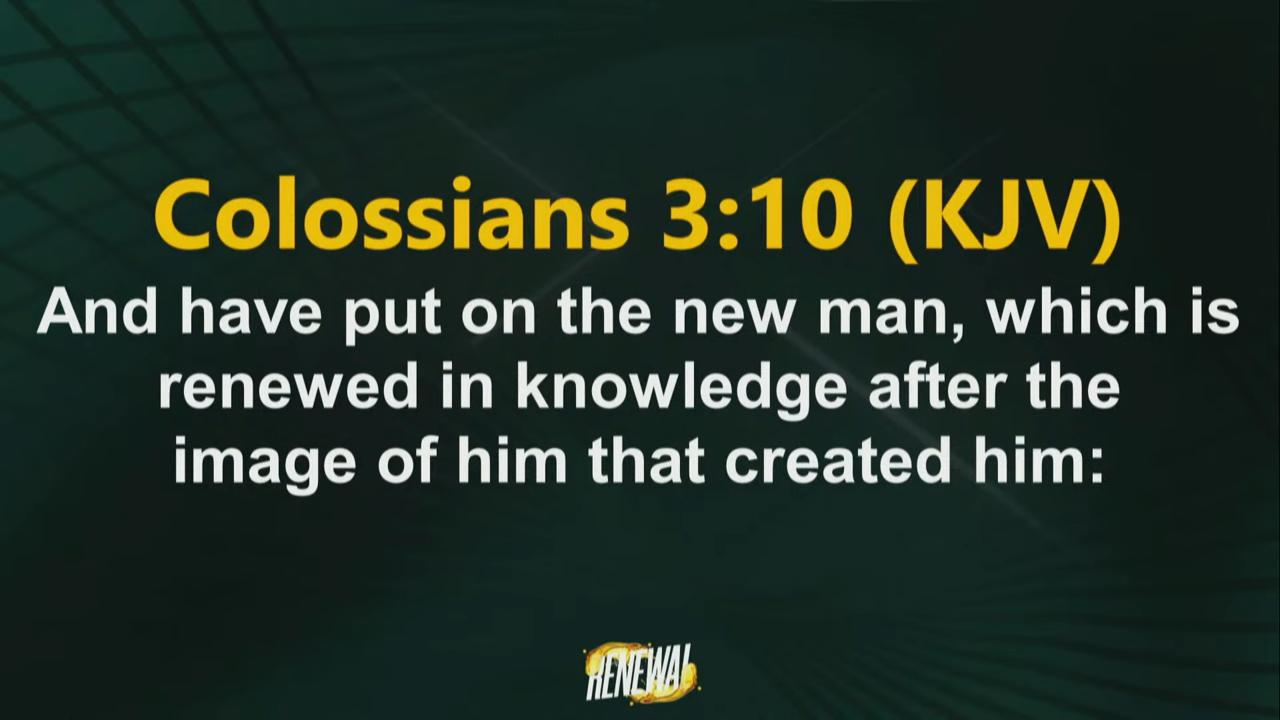 Colossians 3:10 (KJV)
And have put on the new man, which is
renewed in knowledge after the
image of him that created him:
RENEWAL